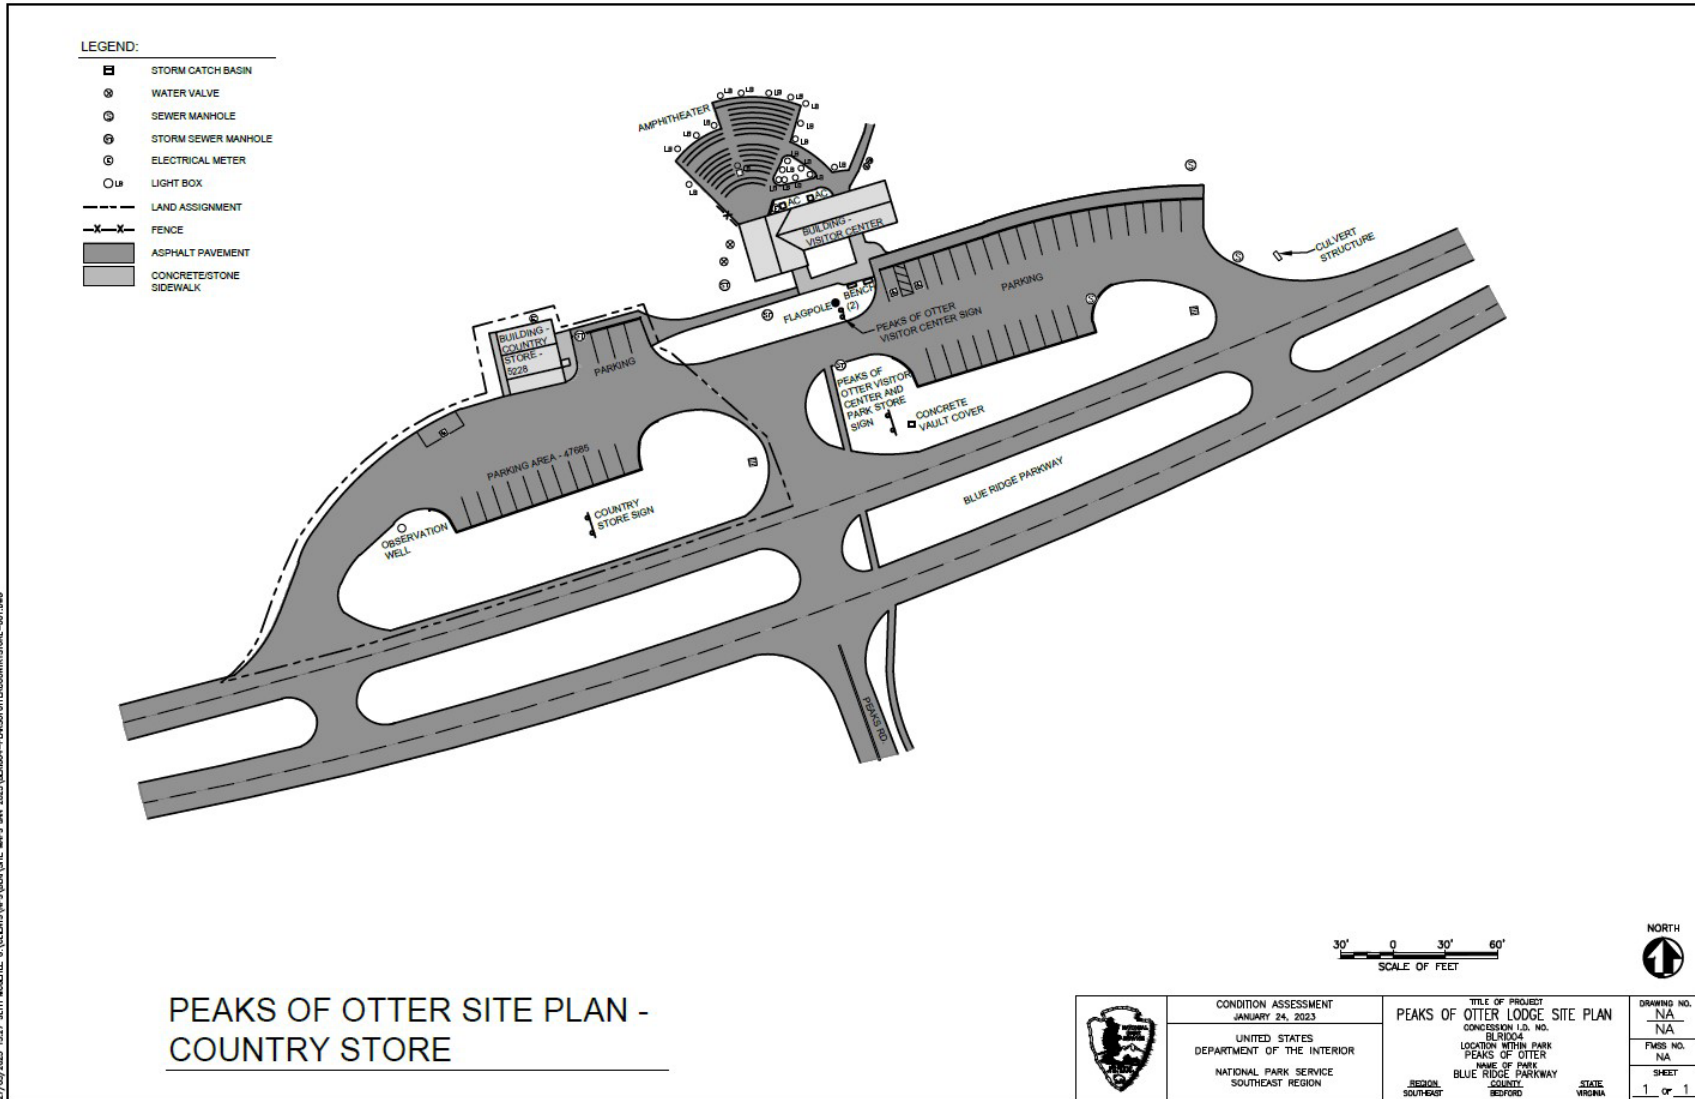 LEGEND:
STORM CATCH BASIN
WATER VALVE
SEWER MANHOLE
STORM SEWER MANHOLE
ELECTRICAL METER
LB LIGHT BOX
LAND ASSIGNMENT
FENCE
ASPHALT PAVEMENT
CONCRETE/STONE
SIDEWALK
AMPHITHEATER
AC
AC
BUILDING -
VISITOR CENTER
CULVERT
STRUCTURE
PARKING
BENCH
(2)
FLAGPOLE
PEAKS OF OTTER
VISITOR CENTER SIGN
BUILDING -
COUNTRY
STORE -
5228
PARKING
PEAKS OF
OTTER VISITOR
CENTER AND
PARK STORE
SIGN
CONCRETE
VAULT COVER
PARKING AREA - 47685
BLUE RIDGE PARKWAY
COUNTRY
STORE SIGN
OBSERVATION
WELL
PEAKS RD.
NORTH
30' 0 30' 60'
SCALE OF FEET
PEAKS OF OTTER SITE PLAN -
COUNTRY STORE
CONDITION ASSESSMENT
JANUARY 24, 2023
UNITED STATES
DEPARTMENT OF THE INTERIOR
NATIONAL PARK SERVICE
SOUTHEAST REGION
TITLE OF PROJECT
PEAKS OF OTTER LODGE SITE PLAN
CONCESSION I.D. NO.
BLRI004
LOCATION WITHIN PARK
PEAKS OF OTTER
NAME OF PARK
BLUE RIDGE PARKWAY
REGION COUNTY STATE
SOUTHEAST BEDFORD VIRGINIA
DRAWING NO.
NA
NA
FMSS NO.
NA
SHEET
1 OF 1